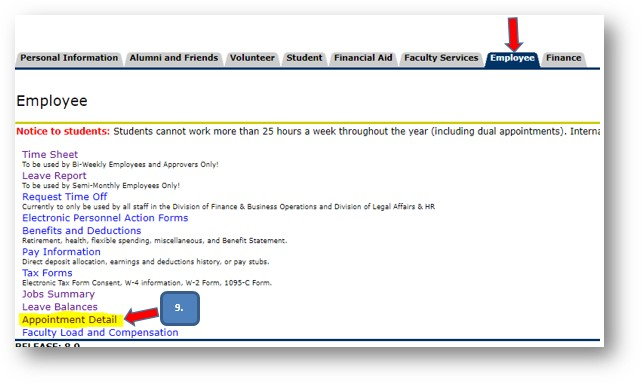 Personal Information Alumni and Friends Volunteer Student Financial Aid Faculty Services Employee Finance
Employee
Notice to students: Students cannot work more than 25 hours a week throughout the year (including dual appointments).
Time Sheet
To be used by Bi-Weekly Employees and Approvers Only!
Leave Report
To be used by Semi-Monthly Employees Only!
Request Time Off
Currently to only be used by all staff in the Division of Finance & Business Operations and Division of Legal Affairs & HR
Electronic Personnel Action Forms
Benefits and Deductions
Retirement, health, flexible spending, miscellaneous, and Benefit Statement.
Pay Information
Direct deposit allocation, earnings and deductions history, or pay stubs.
Tax Forms
Electronic Tax Form Consent, W-4 information, W-2 Form, 1095-C Form.
Jobs Summary
Leave Balances
9.
Appointment Detail
Faculty Load and Compensation
RELEASE: 8.9